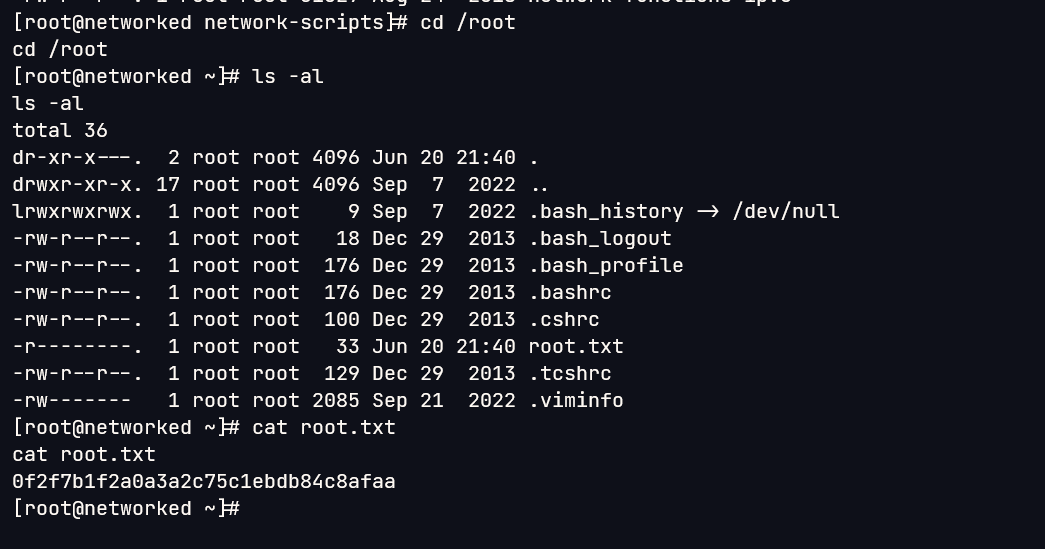 [root@networked network-scripts]# cd /root
cd /root
[root@networked ~]# ls -al
ls -al
total 36
dr-xr-x---.  2 root root 4096 Jun 20 21:40 .
drwxr-xr-x. 17 root root 4096 Sep  7  2022 ..
lrwxrwxrwx.  1 root root    9 Sep  7  2022 .bash_history -> /dev/null
-rw-r--r--.  1 root root   18 Dec 29  2013 .bash_logout
-rw-r--r--.  1 root root  176 Dec 29  2013 .bash_profile
-rw-r--r--.  1 root root  176 Dec 29  2013 .bashrc
-rw-r--r--.  1 root root  100 Dec 29  2013 .cshrc
-r--------.  1 root root   33 Jun 20 21:40 root.txt
-rw-r--r--.  1 root root  129 Dec 29  2013 .tcshrc
-rw-------   1 root root 2085 Sep 21  2022 .viminfo
[root@networked ~]# cat root.txt
cat root.txt
0f2f7b1f2a0a3a2c75c1ebdb84c8afaa
[root@networked ~]#